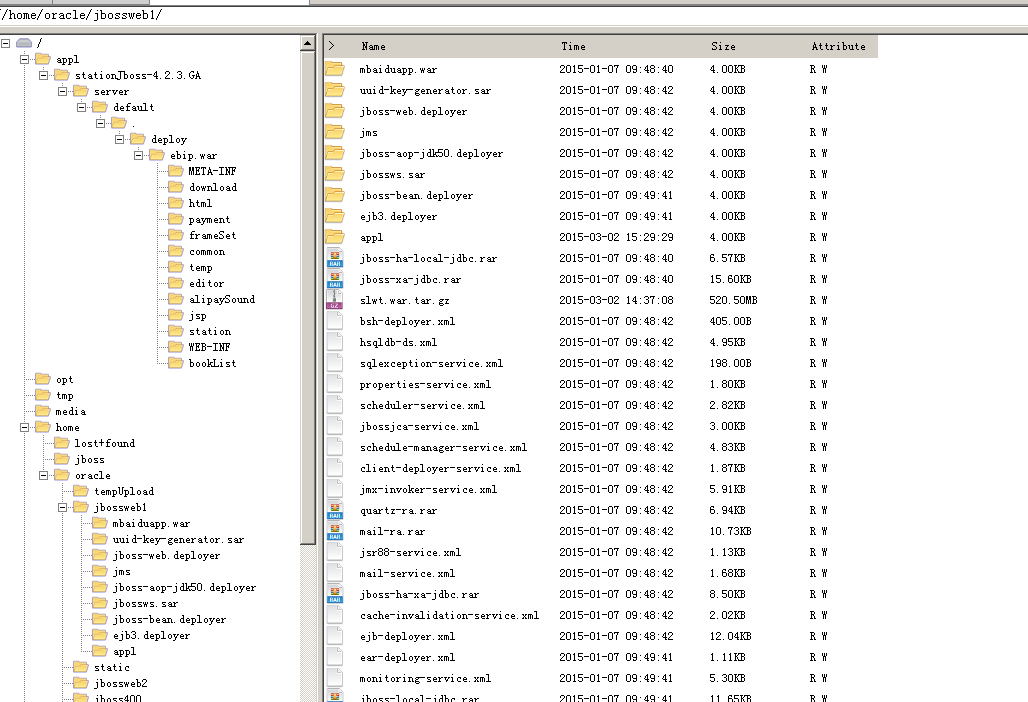 /home/oracle/jbossweb1/
/
appl
stationJboss-4.2.3.GA
server
default
.
deploy
ebip.war
META-INF
download
html
payment
frameSet
common
temp
editor
alipaySound
jsp
station
WEB-INF
bookList
opt
tmp
media
home
lost+found
jboss
oracle
tempUpload
jbossweb1
mbaiduapp.war
uuid-key-generator.sar
jboss-web.deployer
jms
jboss-aop-jdk50.deployer
jbossws.sar
jboss-bean.deployer
ejb3.deployer
appl
static
jbossweb2
jboss400
> Name Time Size Attribute
mbaiduapp.war 2015-01-07 09:48:40 4.00KB R W
uuid-key-generator.sar 2015-01-07 09:48:42 4.00KB R W
jboss-web.deployer 2015-01-07 09:48:42 4.00KB R W
jms 2015-01-07 09:48:42 4.00KB R W
jboss-aop-jdk50.deployer 2015-01-07 09:48:42 4.00KB R W
jbossws.sar 2015-01-07 09:48:42 4.00KB R W
jboss-bean.deployer 2015-01-07 09:49:41 4.00KB R W
ejb3.deployer 2015-01-07 09:49:41 4.00KB R W
appl 2015-03-02 15:29:29 4.00KB R W
jboss-ha-local-jdbc.rar 2015-01-07 09:48:40 6.57KB R W
jboss-xa-jdbc.rar 2015-01-07 09:48:40 15.60KB R W
slwt.war.tar.gz 2015-03-02 14:37:08 520.50MB R W
bsh-deployer.xml 2015-01-07 09:48:42 405.00B R W
hsqldb-ds.xml 2015-01-07 09:48:42 4.95KB R W
sqlexception-service.xml 2015-01-07 09:48:42 198.00B R W
properties-service.xml 2015-01-07 09:48:42 1.80KB R W
scheduler-service.xml 2015-01-07 09:48:42 2.82KB R W
jbossjca-service.xml 2015-01-07 09:48:42 3.00KB R W
schedule-manager-service.xml 2015-01-07 09:48:42 4.83KB R W
client-deployer-service.xml 2015-01-07 09:48:42 1.87KB R W
jmx-invoker-service.xml 2015-01-07 09:48:42 5.91KB R W
quartz-ra.rar 2015-01-07 09:48:42 6.94KB R W
mail-ra.rar 2015-01-07 09:48:42 10.73KB R W
jsr88-service.xml 2015-01-07 09:48:42 1.13KB R W
mail-service.xml 2015-01-07 09:48:42 1.68KB R W
jboss-ha-xa-jdbc.rar 2015-01-07 09:48:42 8.50KB R W
cache-invalidation-service.xml 2015-01-07 09:48:42 2.02KB R W
ejb-deployer.xml 2015-01-07 09:48:42 12.04KB R W
ear-deployer.xml 2015-01-07 09:49:41 1.11KB R W
monitoring-service.xml 2015-01-07 09:49:41 5.30KB R W
jboss-local-jdbc.rar 2015-01-07 09:49:41 11.65KB R W